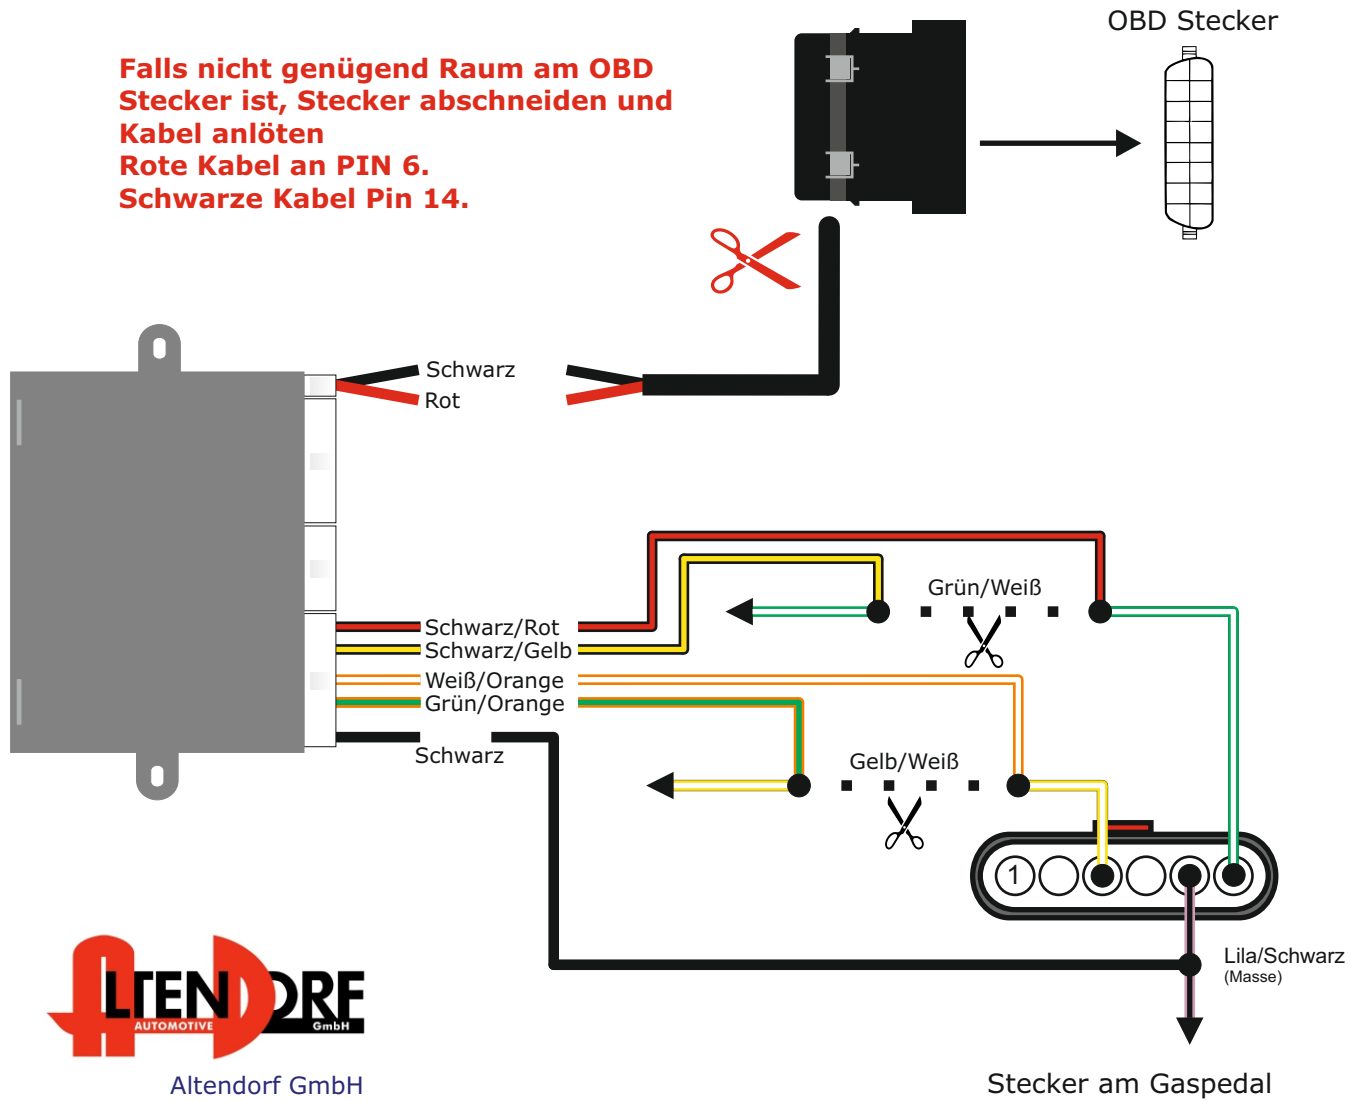 OBD Stecker
Falls nicht genügend Raum am OBD
Stecker ist, Stecker abschneiden und
Kabel anlöten
Rote Kabel an PIN 6.
Schwarze Kabel Pin 14.
Schwarz
Rot
Grün/Weiß
Schwarz/Rot
Schwarz/Gelb
Weiß/Orange
Grün/Orange
Schwarz
Gelb/Weiß
1
Lila/Schwarz
(Masse)
ALTENDORF
AUTOMOTIVE
GmbH
Altendorf GmbH
Stecker am Gaspedal